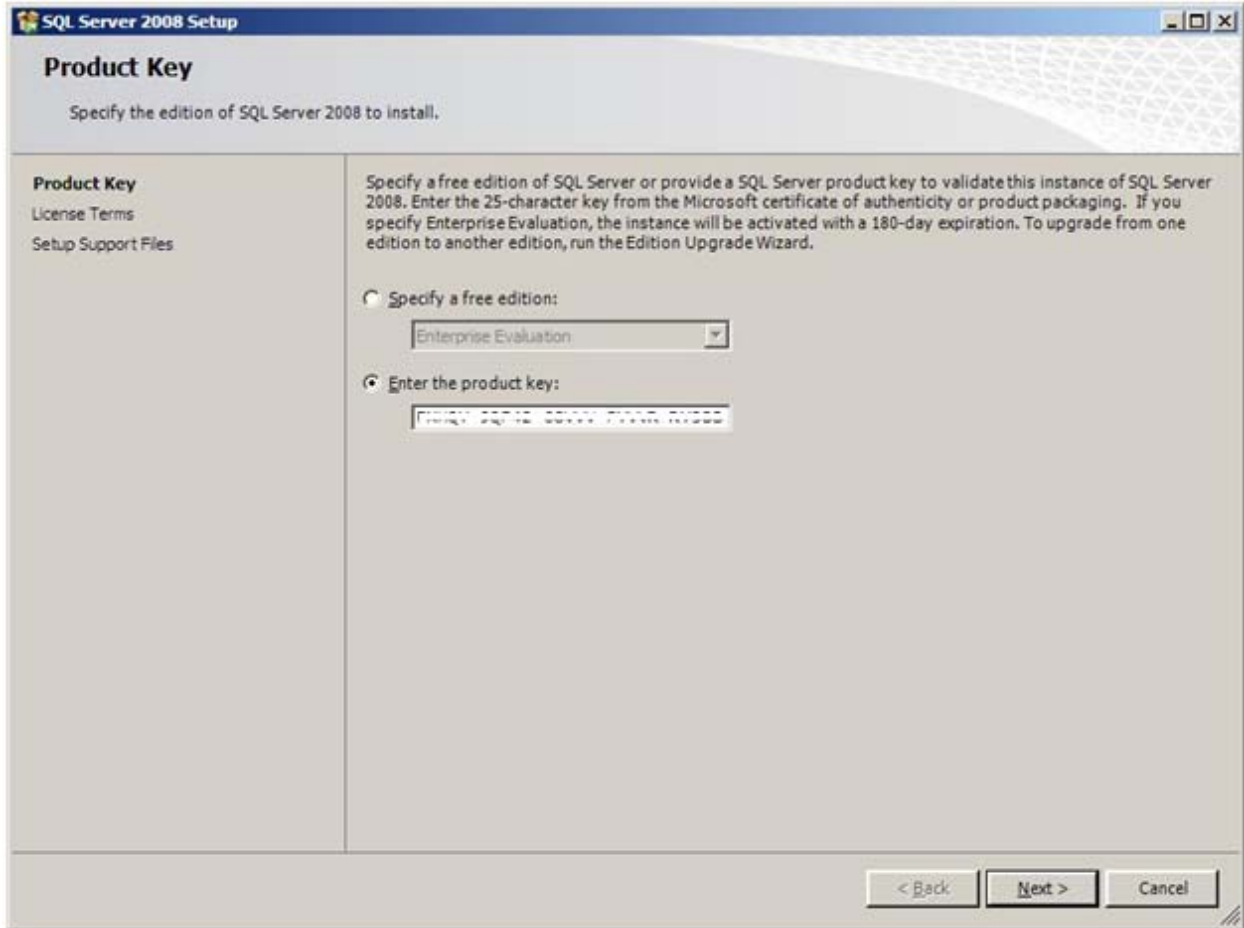 SQL Server 2008 Setup
Product Key
Specify the edition of SQL Server 2008 to install.
Product Key
License Terms
Setup Support Files
Specify a free edition of SQL Server or provide a SQL Server product key to validate this instance of SQL Server
2008. Enter the 25-character key from the Microsoft certificate of authenticity or product packaging. If you
specify Enterprise Evaluation, the instance will be activated with a 180-day expiration. To upgrade from one
edition to another edition, run the Edition Upgrade Wizard.
Specify a free edition:
Enterprise Evaluation
Enter the product key:
< Back
Next >
Cancel